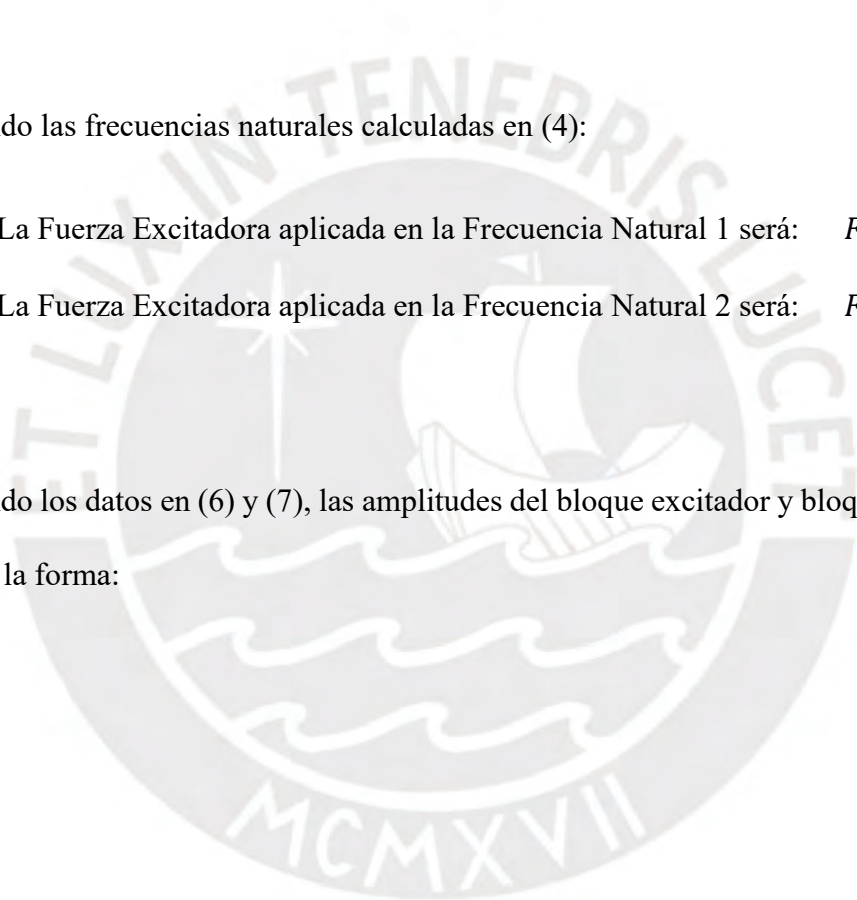 ET LUX IN TENEBRIS LUCET
do las frecuencias naturales calculadas en (4):
La Fuerza Excitadora aplicada en la Frecuencia Natural 1 será: F
La Fuerza Excitadora aplicada en la Frecuencia Natural 2 será: F
do los datos en (6) y (7), las amplitudes del bloque excitador y bloq
la forma:
MCMXVII